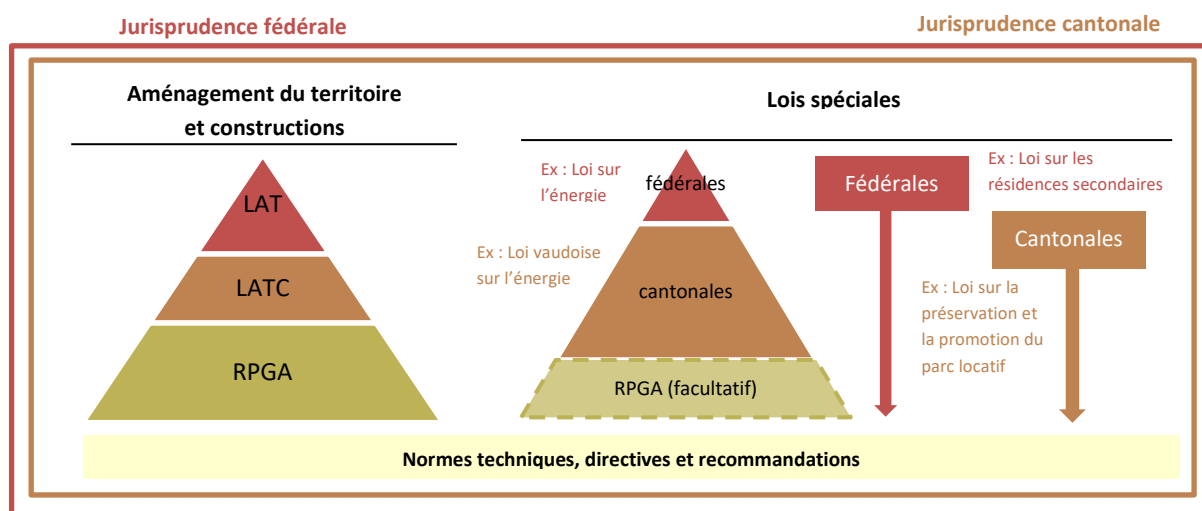 Jurisprudence fédérale
Jurisprudence cantonale
Aménagement du territoire
et constructions
LAT
LATC
RPGA
Lois spéciales
Ex : Loi sur
l’énergie
fédérales
Ex : Loi vaudoise
sur l’énergie
cantonales
RPGA (facultatif)
Fédérales
Ex : Loi sur les
résidences secondaires
Cantonales
Ex : Loi sur la
préservation et
la promotion du
parc locatif
Normes techniques, directives et recommandations